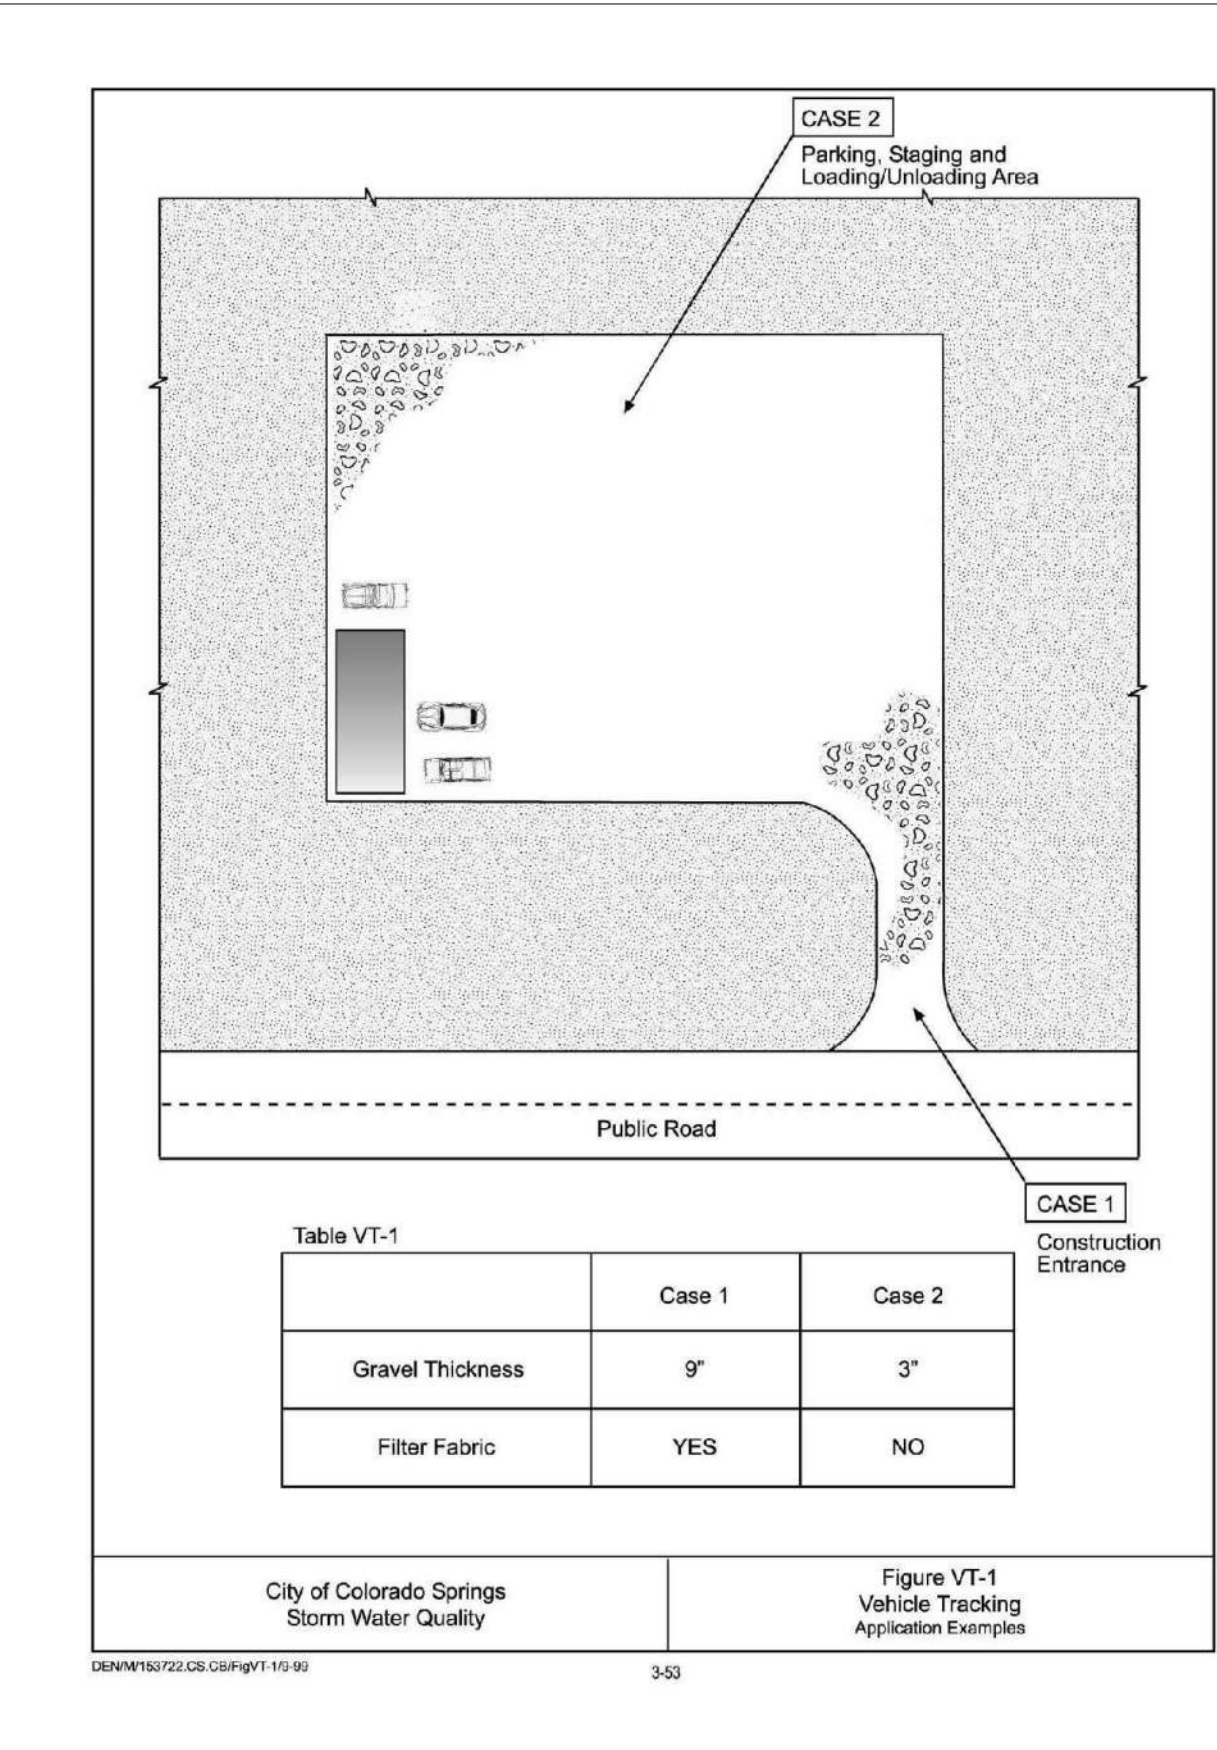 CASE 2
Parking, Staging and
Loading/Unloading Area
Public Road
CASE 1
Construction
Entrance
Table VT-1
Case 1 Case 2
Gravel Thickness 9” 3”
Filter Fabric YES NO
City of Colorado Springs
Storm Water Quality
Figure VT-1
Vehicle Tracking
Application Examples
DEN/M/153722.CS.CB/FigVT-1/9-99
3-53